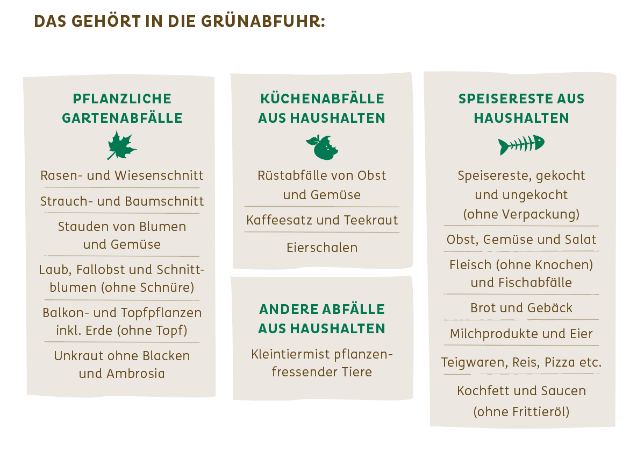 DAS GEHÖRT IN DIE GRÜNABFUHR:
PFLANZLICHE
GARTENABFÄLLE
Rasen- und Wiesenschnitt
Strauch- und Baumschnitt
Stauden von Blumen
und Gemüse
Laub, Fallobst und Schnitt-
blumen (ohne Schnüre)
Balkon- und Topfpflanzen
inkl. Erde (ohne Topf)
Unkraut ohne Blacken
und Ambrosia
KÜCHENABFÄLLE
AUS HAUSHALTEN
Rüstabfälle von Obst
und Gemüse
Kaffeesatz und Teekraut
Eierschalen
ANDERE ABFÄLLE
AUS HAUSHALTEN
Kleintiermist pflanzen-
fressender Tiere
SPEISERESTE AUS
HAUSHALTEN
Speisereste, gekocht
und ungekocht
(ohne Verpackung)
Obst, Gemüse und Salat
Fleisch (ohne Knochen)
und Fischabfälle
Brot und Gebäck
Milchprodukte und Eier
Teigwaren, Reis, Pizza etc.
Kochfett und Saucen
(ohne Frittieröl)